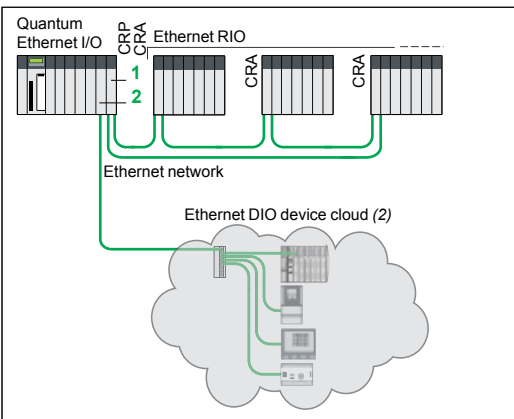 Quantum
Ethernet I/O
CRP
CRA
Ethernet RIO
1
2
CRA
CRA
Ethernet network
Ethernet DIO device cloud (2)